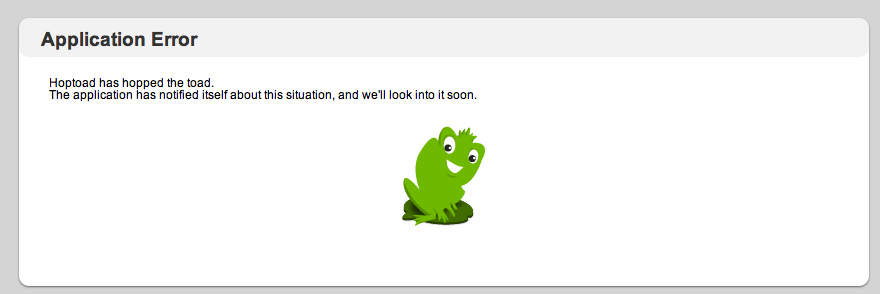 Application Error
Hoptoad has hopped the toad.
The application has notified itself about this situation, and we'll look into it soon.